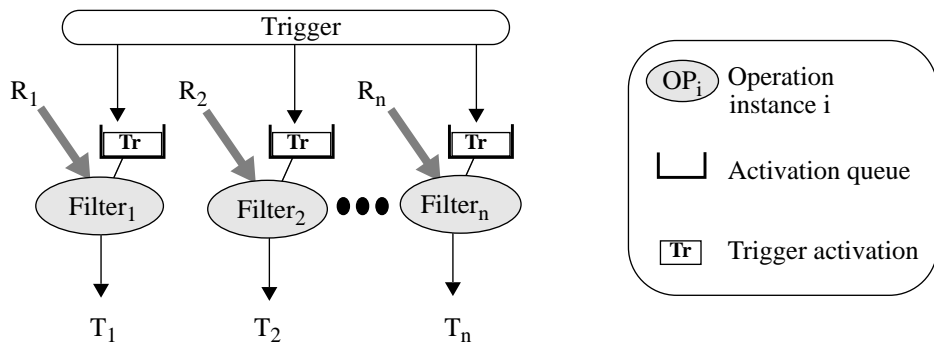 Trigger
R1 R2 Rn
Tr Tr Tr
Filter1 Filter2 Filtern
T1 T2 Tn
OPi Operation
instance i
Activation queue
Tr Trigger activation